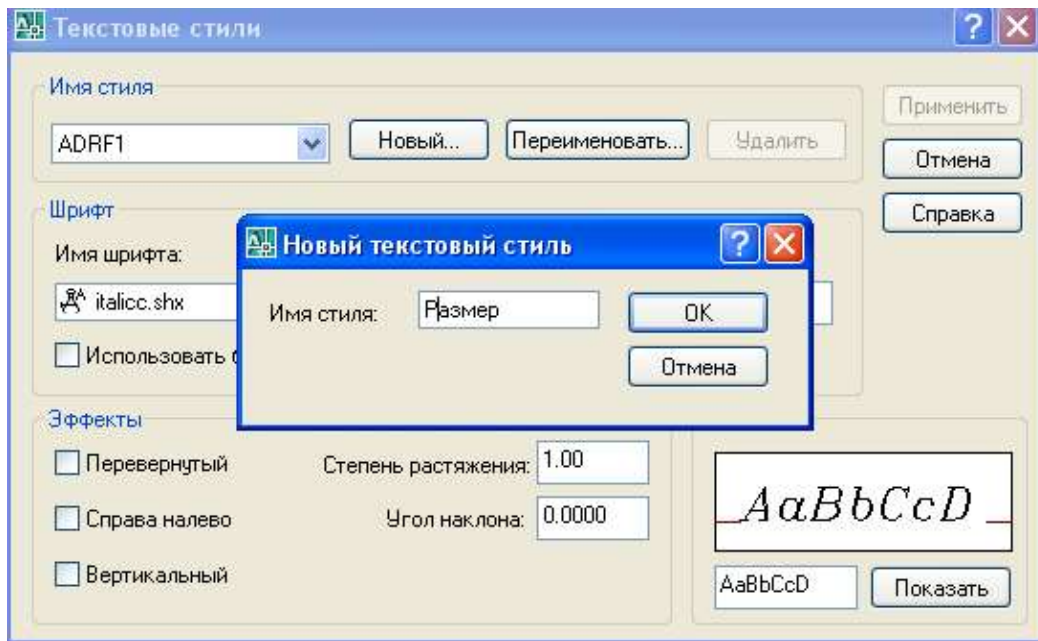 Текстовые стили
Имя стиля
ADRF1
Новый...
Переименовать...
Удалить
Применить
Отмена
Справка
Шрифт
Имя шрифта:
italicc.shx
Использовать
Новый текстовый стиль
Имя стиля:
Размер
OK
Отмена
Эффекты
Перевернутый
Степень растяжения:
1.00
Справа налево
Угол наклона:
0.0000
Вертикальный
AaBbCcD
AaBbCcD
Показать